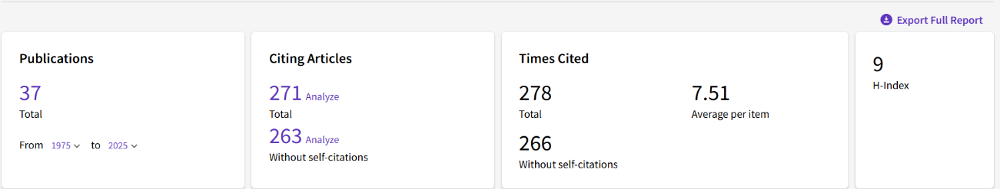 Export Full Report
Publications
37
Total
From 1975 to 2025
Citing Articles
271 Analyze
Total
263 Analyze
Without self-citations
Times Cited
278
Total
7.51
Average per item
266
Without self-citations
9
H-Index